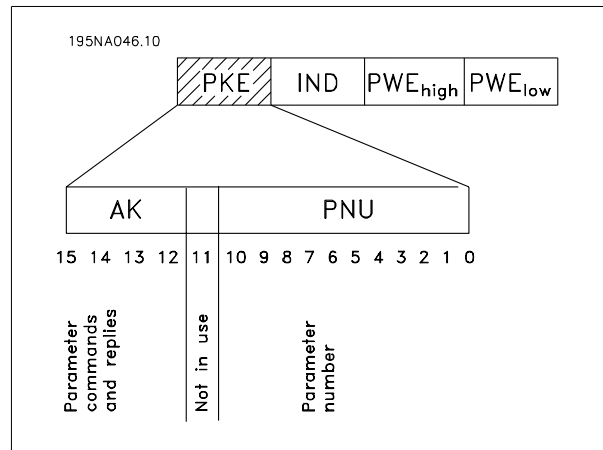 195NA046.10
PKE IND PWEhigh PWElow
AK PNU
15 14 13 12 11 10 9 8 7 6 5 4 3 2 1 0
Parameter
commands
and replies
Not in use
Parameter
number